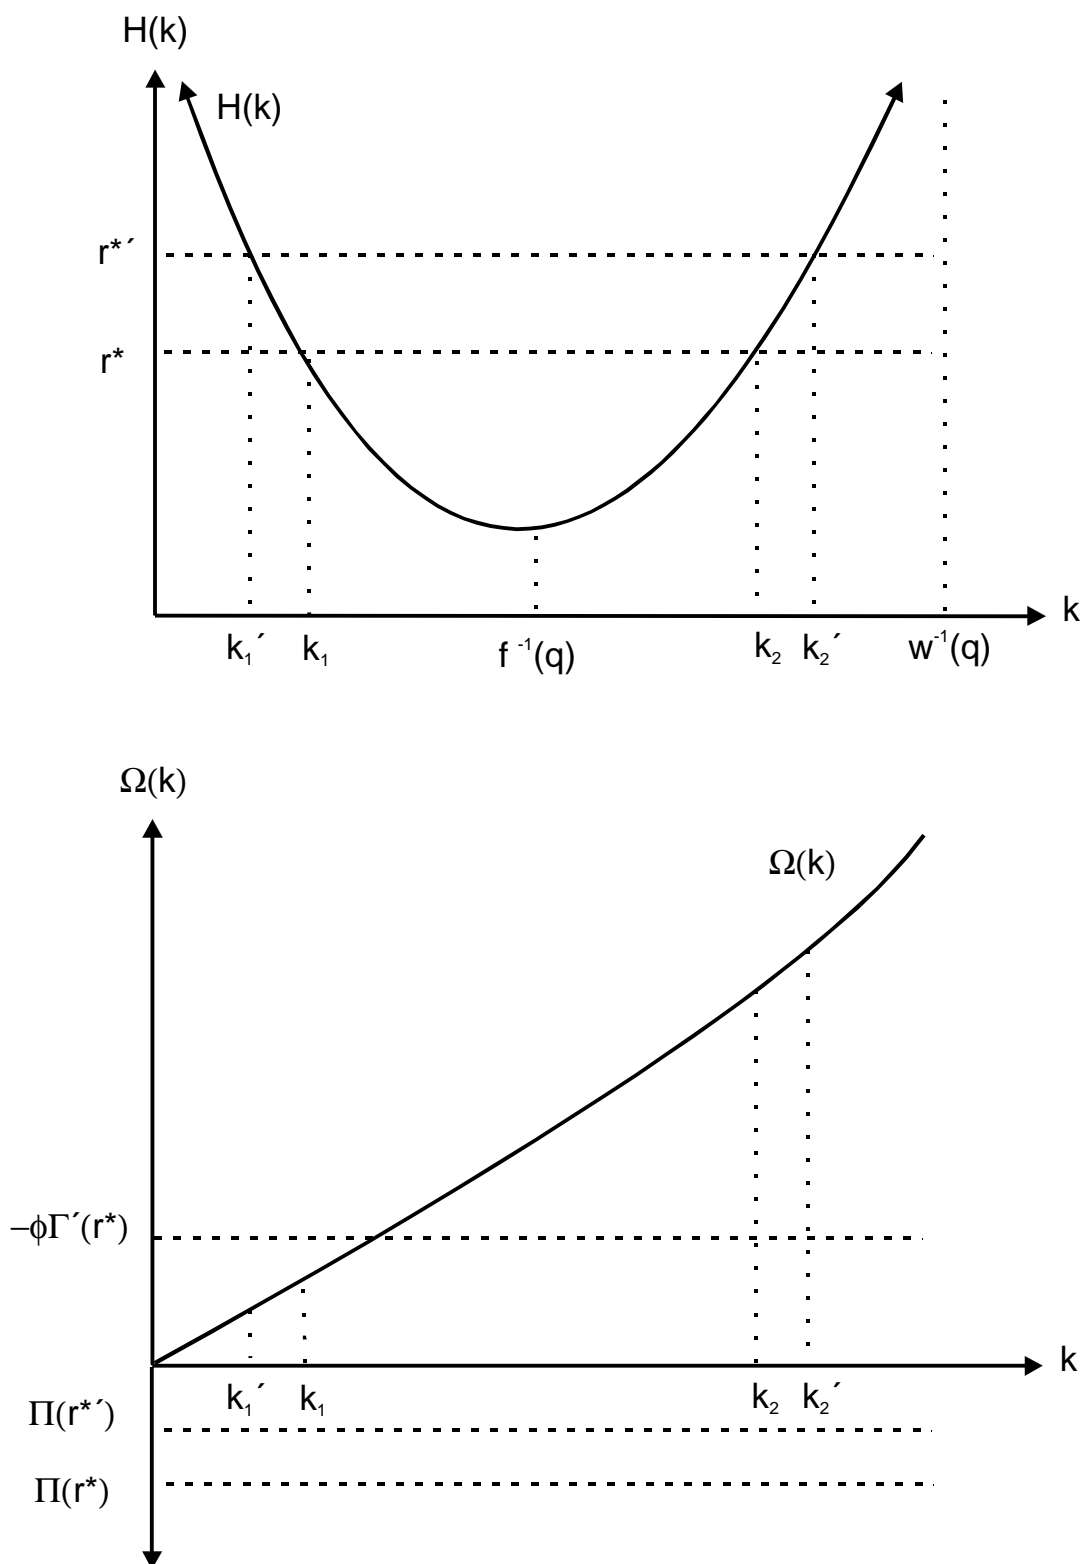 H(k)
H(k)
r*´
r*
k
k₁´ k₁ f ⁻¹(q) k₂ k₂´ w⁻¹(q)
Ω(k)
Ω(k)
−ϕΓ´(r*)
k
k₁´ k₁ k₂ k₂´
Π(r*´)
Π(r*)